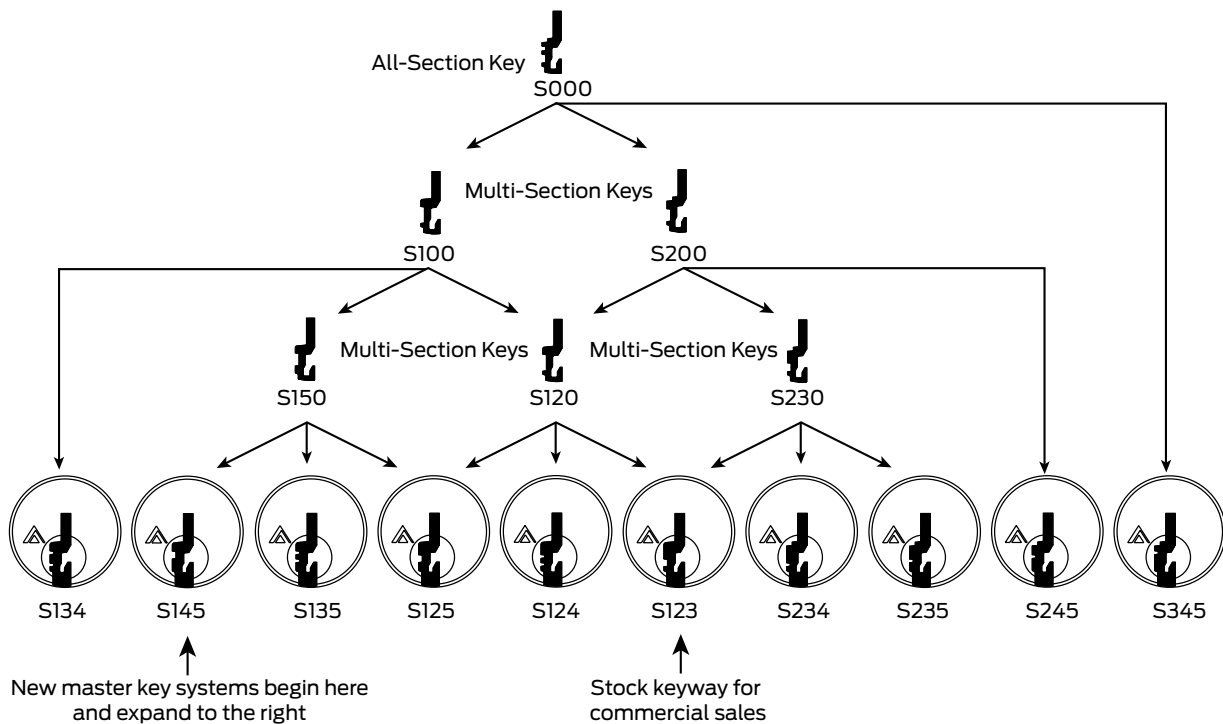 All-Section Key
S000
Multi-Section Keys
S100
S200
Multi-Section Keys
Multi-Section Keys
S150
S120
S230
S134
S145
S135
S125
S124
S123
S234
S235
S245
S345
New master key systems begin here
and expand to the right
Stock keyway for
commercial sales